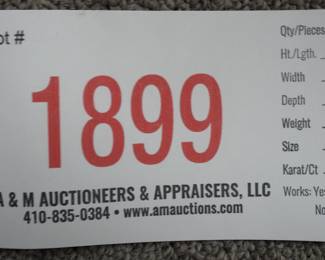 ot #
1899
A & M AUCTIONEERS & APPRAISERS, LLC
410-835-0384 • www.amauctions.com
Qty/Pieces
Ht./Lgth.
Width
Depth
Weight
Size
Karat/Ct
Works: Yes
No